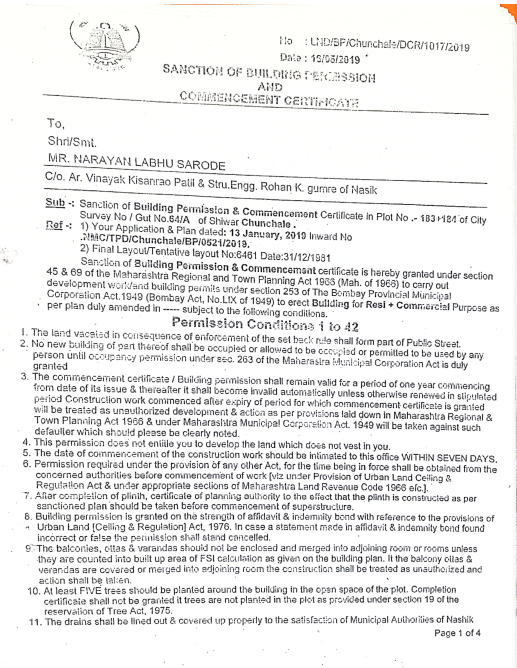 No : LND/BP/Chunchale/DCR/1017/2019
Date : 15/05/2019
SANCTION OF BUILDING PERMISSION
AND
COMMENCEMENT CERTIFICATE
To,
Shri/Smt.
MR. NARAYAN LABHU SARODE
C/o. Ar. Vinayak Kisanrao Patil & Stru.Engg. Rohan K. gumre of Nasik
Sub -: Sanction of Building Permission & Commencement Certificate in Plot No .- 183+184 of City
Survey No / Gut No.64/A of Shiwar Chunchale .
Ref -: 1) Your Application & Plan dated: 13 January, 2019 Inward No
.NMC/TPD/Chunchale/BP/0521/2019.
2) Final Layout/Tentative layout No:6461 Date:31/12/1981
Sanction of Building Permission & Commencement certificate is hereby granted under section
45 & 69 of the Maharashtra Regional and Town Planning Act 1966 (Mah. of 1966) to carry out
development work/and building permits under section 253 of The Bombay Provincial Municipal
Corporation Act.1949 (Bombay Act, No.LIX of 1949) to erect Building for Resi + Commercial Purpose as
per plan duly amended in ----- subject to the following conditions.
Permission Conditions 1 to 42
1. The land vacated in consequence of enforcement of the set back rule shall form part of Public Street.
2. No new building of part thereof shall be occupied or allowed to be occupied or permitted to be used by any
person until occupancy permission under sec. 263 of the Maharastra Municipal Corporation Act is duly
granted
3. The commencement certificate / Building permission shall remain valid for a period of one year commencing
from date of its issue & thereafter it shall become invalid automatically unless otherwise renewed in stipulated
period Construction work commenced after expiry of period for which commencement certificate is granted
will be treated as unauthorized development & action as per provisions laid down in Maharashtra Regional &
Town Planning Act 1966 & under Maharashtra Municipal Corporation Act. 1949 will be taken against such
defaulter which should please be clearly noted.
4. This permission does not entitle you to develop the land which does not vest in you.
5. The date of commencement of the construction work should be intimated to this office WITHIN SEVEN DAYS.
6. Permission required under the provision of any other Act, for the time being in force shall be obtained from the
concerned authorities before commencement of work [viz under Provision of Urban Land Ceiling &
Regulation Act & under appropriate sections of Maharashtra Land Revenue Code 1966 etc.].
7. After completion of plinth, certificate of planning authority to the effect that the plinth is constructed as per
sanctioned plan should be taken before commencement of superstructure.
8. Building permission is granted on the strength of affidavit & indemnity bond with reference to the provisions of
Urban Land [Ceiling & Regulation] Act, 1976. In case a statement made in affidavit & indemnity bond found
incorrect or false the permission shall stand cancelled.
9. The balconies, ottas & varandas should not be enclosed and merged into adjoining room or rooms unless
they are counted into built up area of FSI calculation as given on the building plan. It the balcony ottas &
verandas are covered or merged into adjoining room the construction shall be treated as unauthorized and
action shall be taken.
10. At least FIVE trees should be planted around the building in the open space of the plot. Completion
certificate shall not be granted it trees are not planted in the plot as provided under section 19 of the
reservation of Tree Act, 1975.
11. The drains shall be lined out & covered up properly to the satisfaction of Municipal Authorities of Nashik
Page 1 of 4